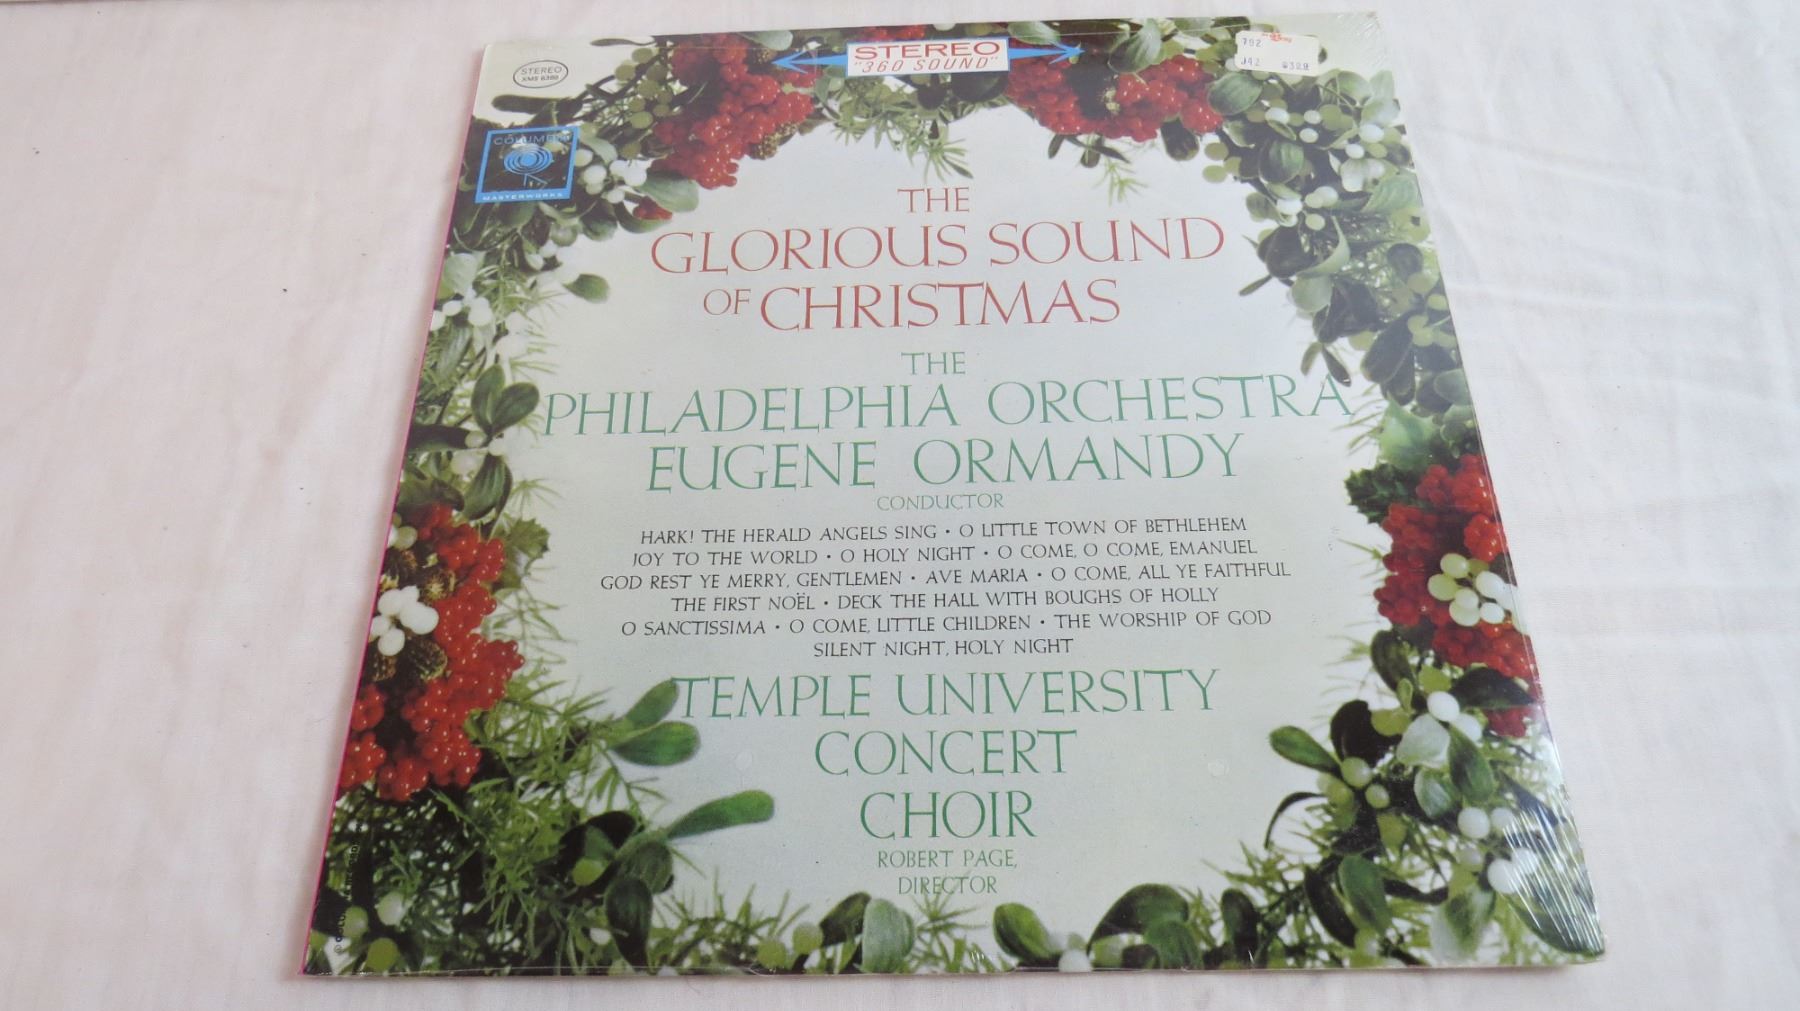 STEREO
"360 SOUND"
STEREO
XMS 6369
COLUMBIA
MASTERWORKS
792
THE
GLORIOUS SOUND
OF CHRISTMAS
THE
PHILADELPHIA ORCHESTRA
EUGENE ORMANDY
CONDUCTOR
HARK! THE HERALD ANGELS SING • O LITTLE TOWN OF BETHLEHEM
JOY TO THE WORLD • O HOLY NIGHT • O COME, O COME, EMANUEL
GOD REST YE MERRY, GENTLEMEN • AVE MARIA • O COME, ALL YE FAITHFUL
THE FIRST NOËL • DECK THE HALL WITH BOUGHS OF HOLLY
O SANCTISSIMA • O COME, LITTLE CHILDREN • THE WORSHIP OF GOD
SILENT NIGHT, HOLY NIGHT
TEMPLE UNIVERSITY
CONCERT
CHOIR
ROBERT PAGE,
DIRECTOR